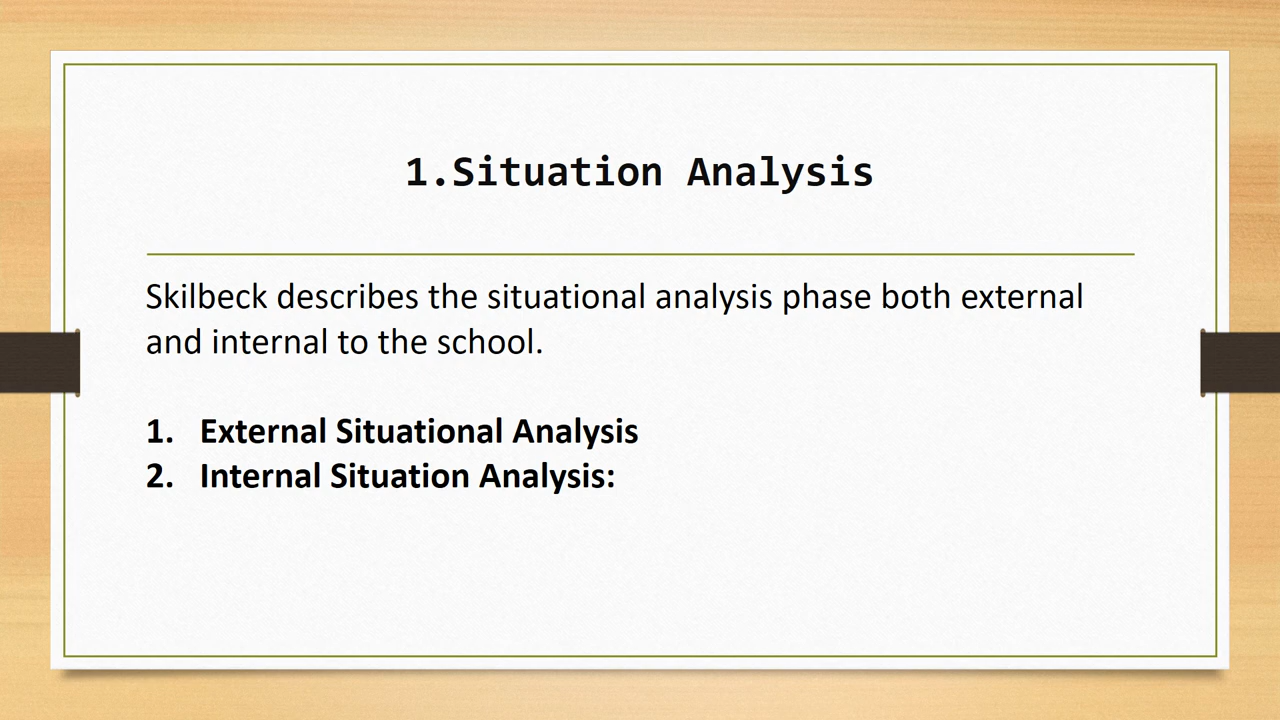 1.Situation Analysis
Skilbeck describes the situational analysis phase both external
and internal to the school.
1. External Situational Analysis
2. Internal Situation Analysis: